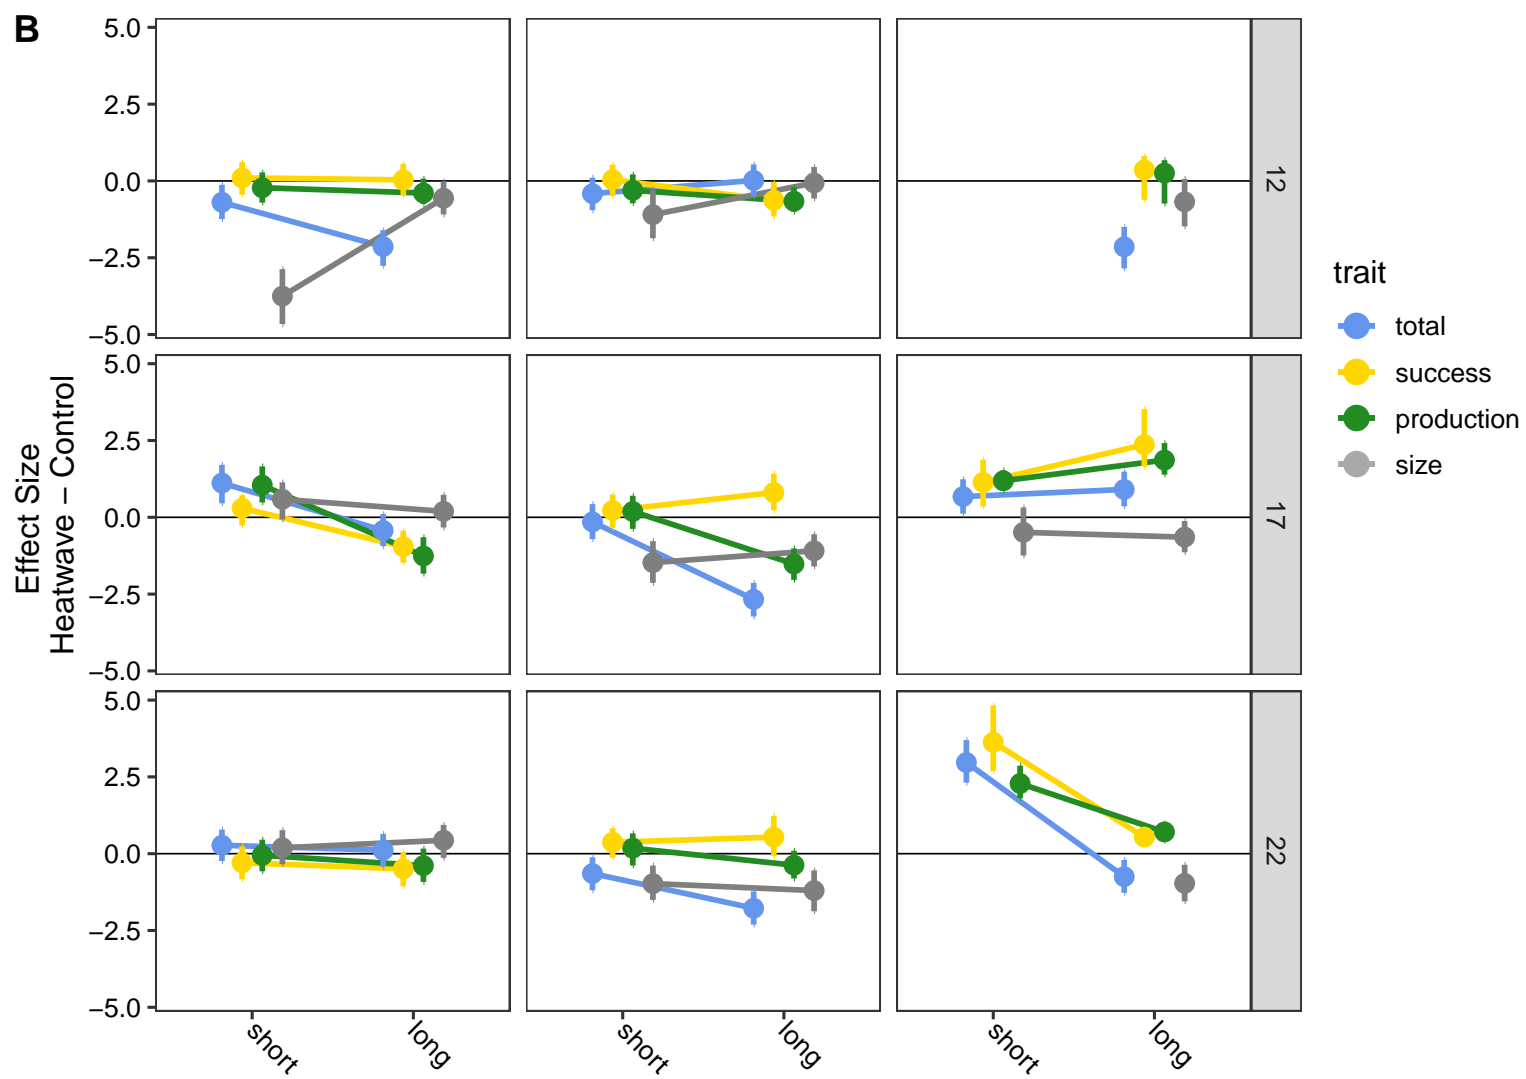 B
Effect Size
Heatwave – Control
5.0
2.5
0.0
−2.5
−5.0
12
5.0
2.5
0.0
−2.5
−5.0
17
5.0
2.5
0.0
−2.5
−5.0
22
short
long
short
long
short
long
trait
total
success
production
size